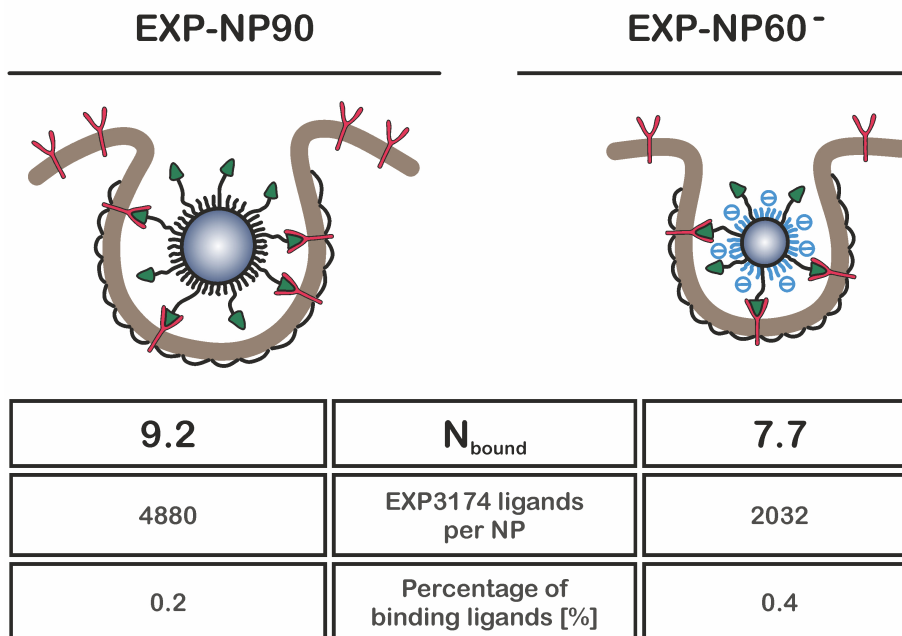 EXP-NP90
EXP-NP60⁻
⊖ ⊖ ⊖ ⊖ ⊖ ⊖ ⊖
9.2
N bound
7.7
4880
EXP3174 ligands
per NP
2032
0.2
Percentage of
binding ligands [%]
0.4